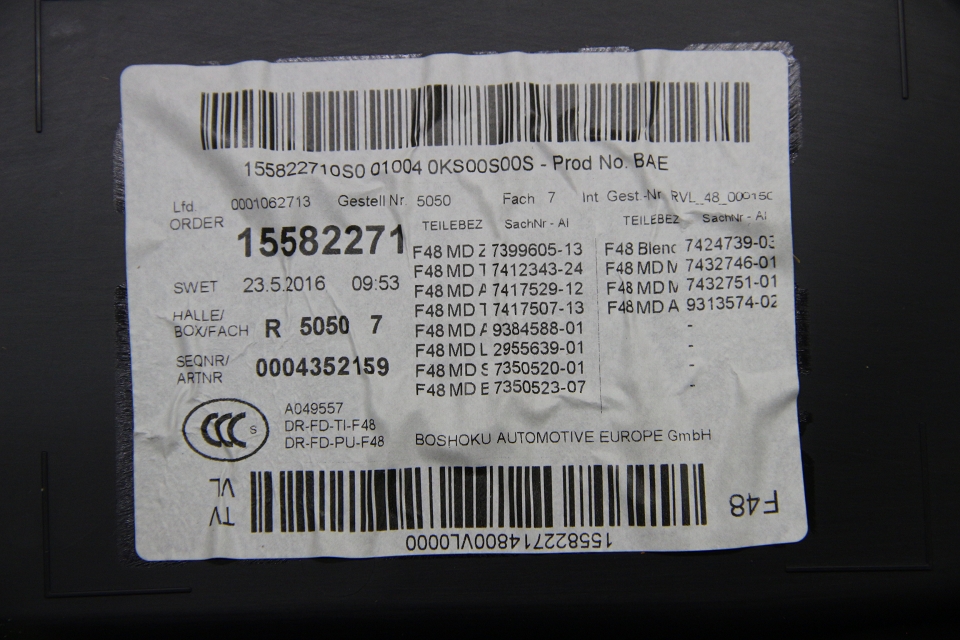 155822710S0 01004 0KS00S00S - Prod No. BAE
Lfd. 0001062713 Gestell Nr. 5050 Fach 7 Int Gest.-Nr RVL_48_000150
ORDER 15582271
TEILEBEZ SachNr - AI TEILEBEZ SachNr - AI
F48 MD Z 7399605-13 F48 Blenc 7424739-03
F48 MD T 7412343-24 F48 MD M 7432746-01
F48 MD A 7417529-12 F48 MD M 7432751-01
F48 MD T 7417507-13 F48 MD A 9313574-02
F48 MD A 9384588-01 -
F48 MD L 2955639-01 -
F48 MD S 7350520-01 -
F48 MD E 7350523-07 -
SWET 23.5.2016 09:53
HALLE/
BOX/FACH R 5050 7
SEQNR/
ARTNR 0004352159
CCC S
A049557
DR-FD-TI-F48
DR-FD-PU-F48
BOSHOKU AUTOMOTIVE EUROPE GmbH
TV
VL
F48
155822714800VL0000